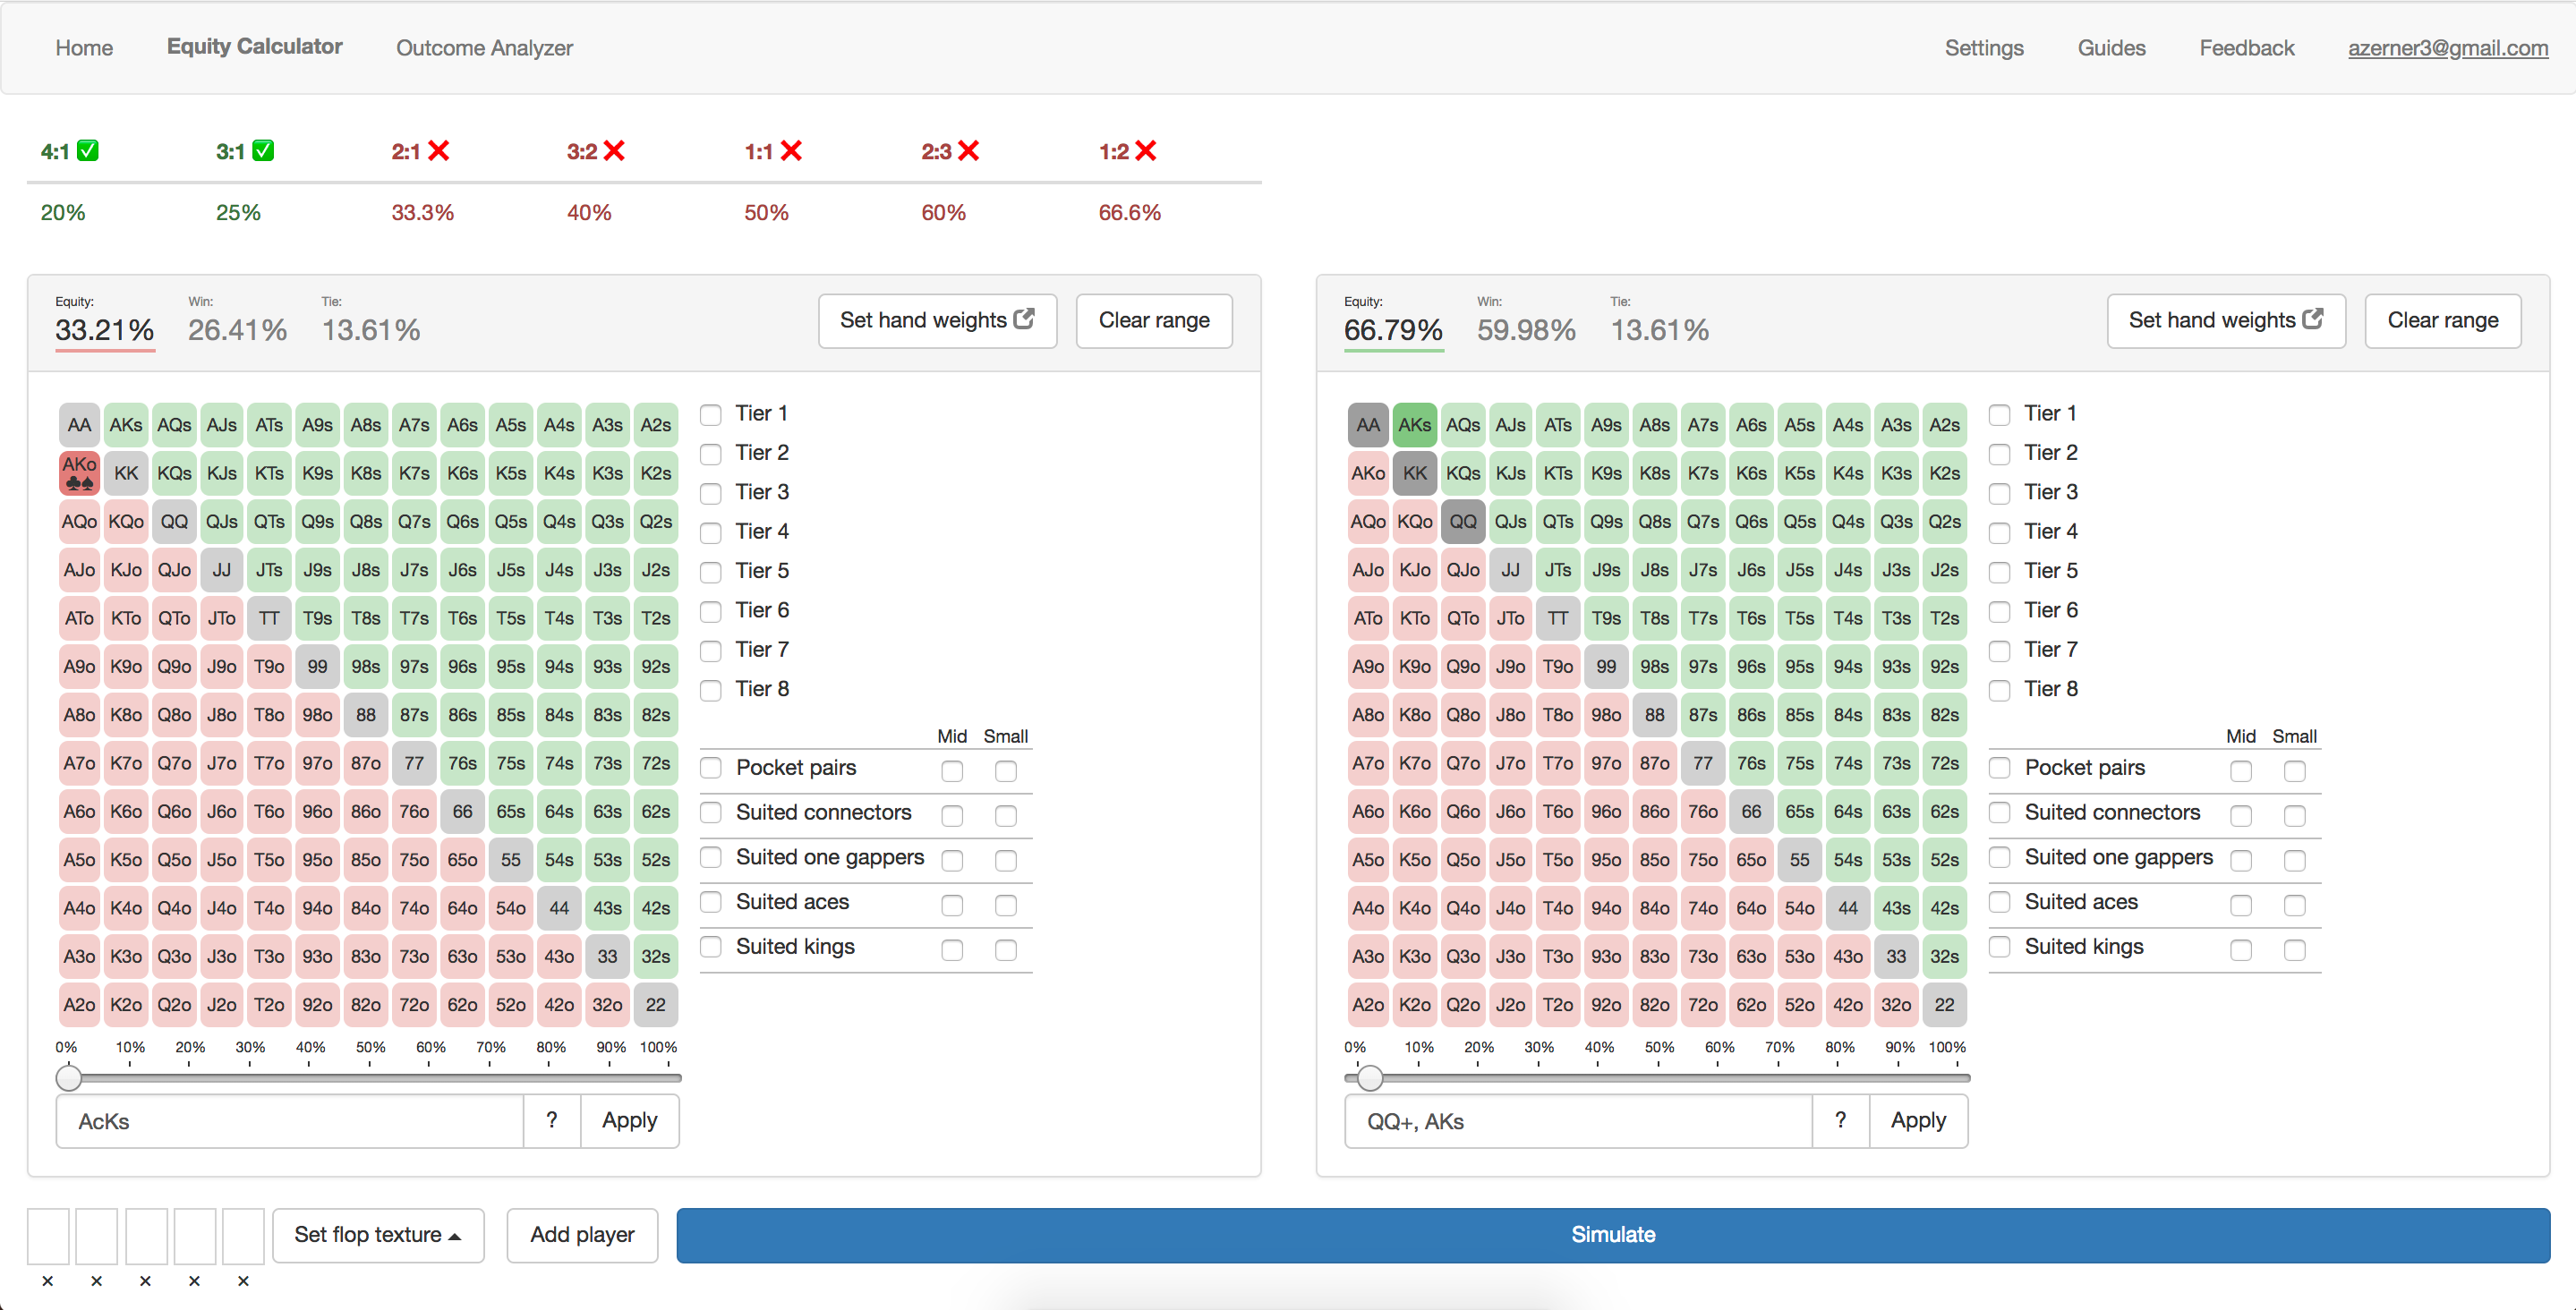 Home Equity Calculator Outcome Analyzer Settings Guides Feedback azerner3@gmail.com
4:1 ✅ 3:1 ✅ 2:1 ❌ 3:2 ❌ 1:1 ❌ 2:3 ❌ 1:2 ❌
20% 25% 33.3% 40% 50% 60% 66.6%
Equity: Win: Tie:
33.21% 26.41% 13.61% Set hand weights Clear range
AA AKs AQs AJs ATs A9s A8s A7s A6s A5s A4s A3s A2s
AKo ♣♠ KK KQs KJs KTs K9s K8s K7s K6s K5s K4s K3s K2s
AQo KQo QQ QJs QTs Q9s Q8s Q7s Q6s Q5s Q4s Q3s Q2s
AJo KJo QJo JJ JTs J9s J8s J7s J6s J5s J4s J3s J2s
ATo KTo QTo JTo TT T9s T8s T7s T6s T5s T4s T3s T2s
A9o K9o Q9o J9o T9o 99 98s 97s 96s 95s 94s 93s 92s
A8o K8o Q8o J8o T8o 98o 88 87s 86s 85s 84s 83s 82s
A7o K7o Q7o J7o T7o 97o 87o 77 76s 75s 74s 73s 72s
A6o K6o Q6o J6o T6o 96o 86o 76o 66 65s 64s 63s 62s
A5o K5o Q5o J5o T5o 95o 85o 75o 65o 55 54s 53s 52s
A4o K4o Q4o J4o T4o 94o 84o 74o 64o 54o 44 43s 42s
A3o K3o Q3o J3o T3o 93o 83o 73o 63o 53o 43o 33 32s
A2o K2o Q2o J2o T2o 92o 82o 72o 62o 52o 42o 32o 22
0% 10% 20% 30% 40% 50% 60% 70% 80% 90% 100%
AcKs ? Apply
Tier 1
Tier 2
Tier 3
Tier 4
Tier 5
Tier 6
Tier 7
Tier 8
Mid Small
Pocket pairs
Suited connectors
Suited one gappers
Suited aces
Suited kings
Equity: Win: Tie:
66.79% 59.98% 13.61% Set hand weights Clear range
AA AKs AQs AJs ATs A9s A8s A7s A6s A5s A4s A3s A2s
AKo KK KQs KJs KTs K9s K8s K7s K6s K5s K4s K3s K2s
AQo KQo QQ QJs QTs Q9s Q8s Q7s Q6s Q5s Q4s Q3s Q2s
AJo KJo QJo JJ JTs J9s J8s J7s J6s J5s J4s J3s J2s
ATo KTo QTo JTo TT T9s T8s T7s T6s T5s T4s T3s T2s
A9o K9o Q9o J9o T9o 99 98s 97s 96s 95s 94s 93s 92s
A8o K8o Q8o J8o T8o 98o 88 87s 86s 85s 84s 83s 82s
A7o K7o Q7o J7o T7o 97o 87o 77 76s 75s 74s 73s 72s
A6o K6o Q6o J6o T6o 96o 86o 76o 66 65s 64s 63s 62s
A5o K5o Q5o J5o T5o 95o 85o 75o 65o 55 54s 53s 52s
A4o K4o Q4o J4o T4o 94o 84o 74o 64o 54o 44 43s 42s
A3o K3o Q3o J3o T3o 93o 83o 73o 63o 53o 43o 33 32s
A2o K2o Q2o J2o T2o 92o 82o 72o 62o 52o 42o 32o 22
0% 10% 20% 30% 40% 50% 60% 70% 80% 90% 100%
QQ+, AKs ? Apply
Tier 1
Tier 2
Tier 3
Tier 4
Tier 5
Tier 6
Tier 7
Tier 8
Mid Small
Pocket pairs
Suited connectors
Suited one gappers
Suited aces
Suited kings
Set flop texture Add player Simulate
× × × × ×